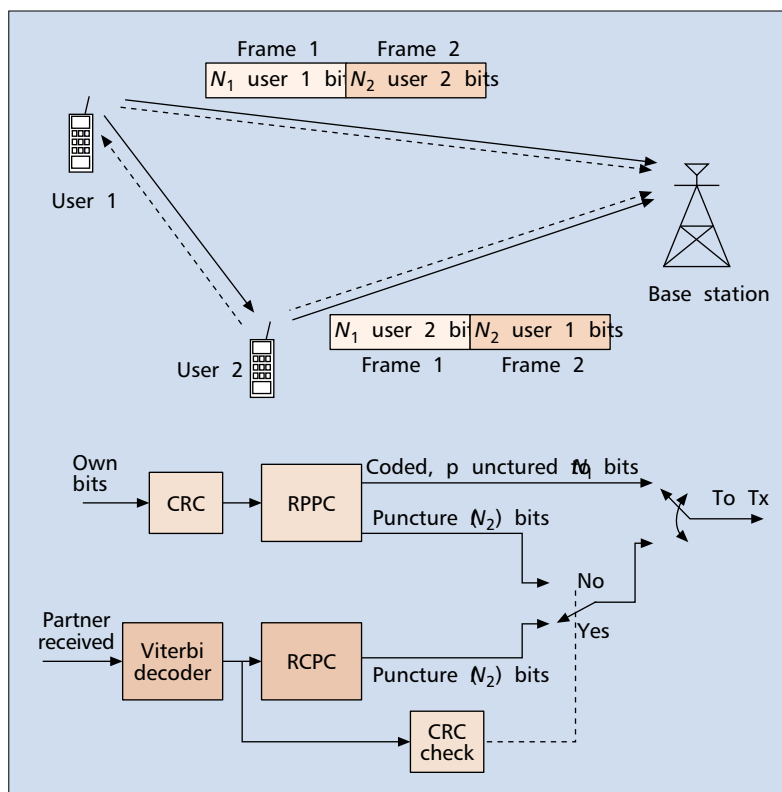 Frame 1 Frame 2
N1 user 1 bit N2 user 2 bits
User 1
Base station
N1 user 2 bit N2 user 1 bits
User 2
Frame 1 Frame 2
Own
bits
CRC
RPPC
Coded, p unctured to N1 bits
To Tx
Puncture (N2) bits
No
Partner
received
Viterbi
decoder
RCPC
Yes
Puncture (N2) bits
CRC
check